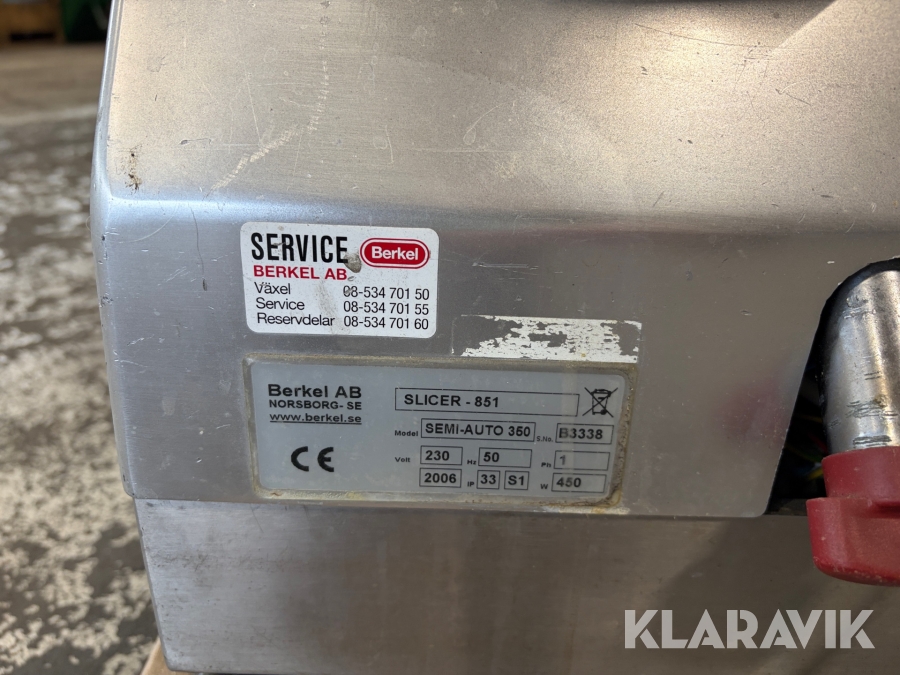 SERVICE Berkel
BERKEL AB
Växel 08-534 701 50
Service 08-534 701 55
Reservdelar 08-534 701 60
Berkel AB
NORSBORG- SE
www.berkel.se
CE
SLICER - 851
Model SEMI-AUTO 350 S.No. B3338
Volt 230 Hz 50 Ph 1
2006 IP 33 S1 W 450
KLARAVIK